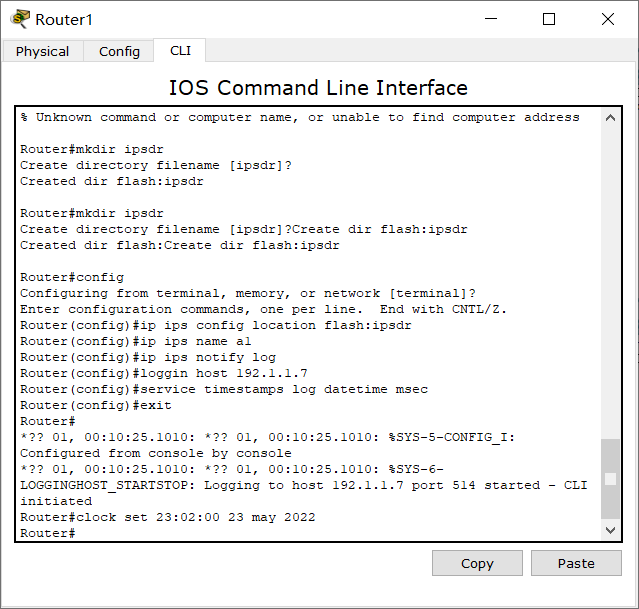 Router1
Physical Config CLI
IOS Command Line Interface
% Unknown command or computer name, or unable to find computer address
Router#mkdir ipsdr
Create directory filename [ipsdr]?
Created dir flash:ipsdr
Router#mkdir ipsdr
Create directory filename [ipsdr]?Create dir flash:ipsdr
Created dir flash:Create dir flash:ipsdr
Router#config
Configuring from terminal, memory, or network [terminal]?
Enter configuration commands, one per line.  End with CNTL/Z.
Router(config)#ip ips config location flash:ipsdr
Router(config)#ip ips name a1
Router(config)#ip ips notify log
Router(config)#loggin host 192.1.1.7
Router(config)#service timestamps log datetime msec
Router(config)#exit
Router#
*?? 01, 00:10:25.1010: *?? 01, 00:10:25.1010: %SYS-5-CONFIG_I:
Configured from console by console
*?? 01, 00:10:25.1010: *?? 01, 00:10:25.1010: %SYS-6-
LOGGINGHOST_STARTSTOP: Logging to host 192.1.1.7 port 514 started - CLI
initiated
Router#clock set 23:02:00 23 may 2022
Router#
Copy Paste